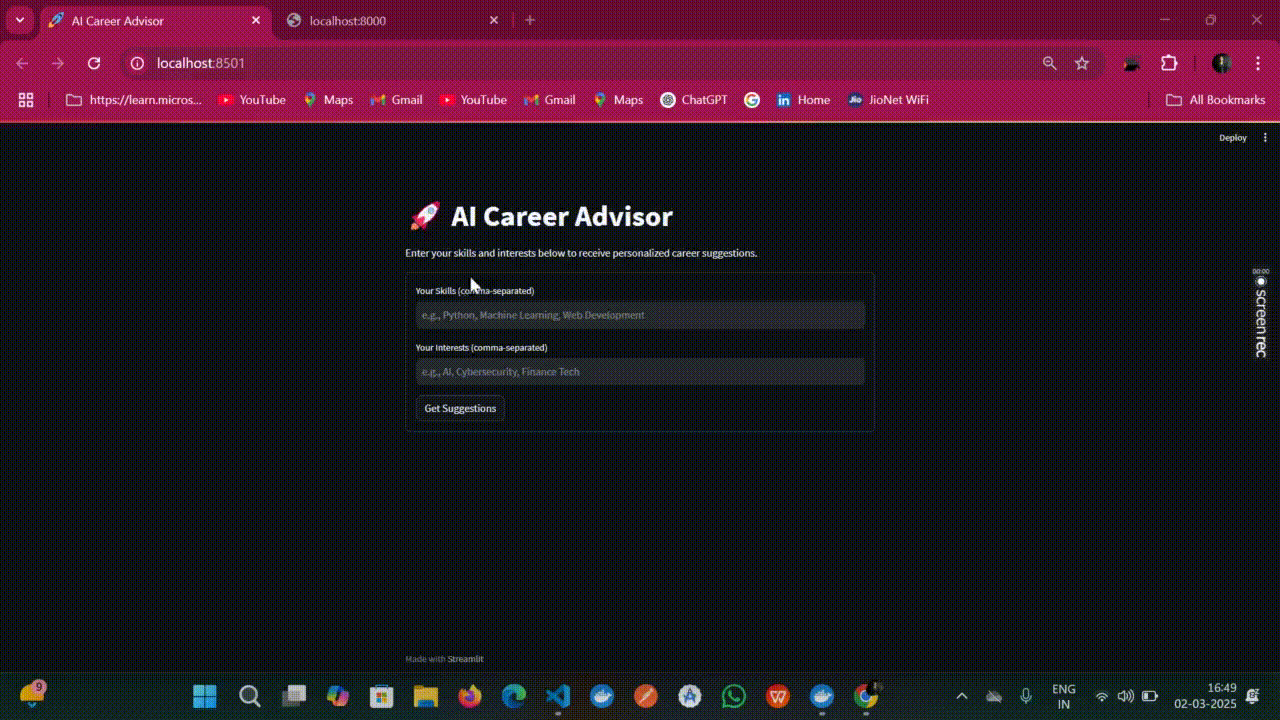 AI Career Advisor
localhost:8000
localhost:8501
https://learn.micros...
YouTube
Maps
Gmail
YouTube
Gmail
Maps
ChatGPT
Home
Jio
JioNet WiFi
All Bookmarks
Deploy
AI Career Advisor
Enter your skills and interests below to receive personalized career suggestions.
Your Skills (comma-separated)
e.g., Python, Machine Learning, Web Development
Your Interests (comma-separated)
e.g., AI, Cybersecurity, Finance Tech
Get Suggestions
00:00
screen rec
Made with Streamlit
9
ENG
IN
16:49
02-03-2025